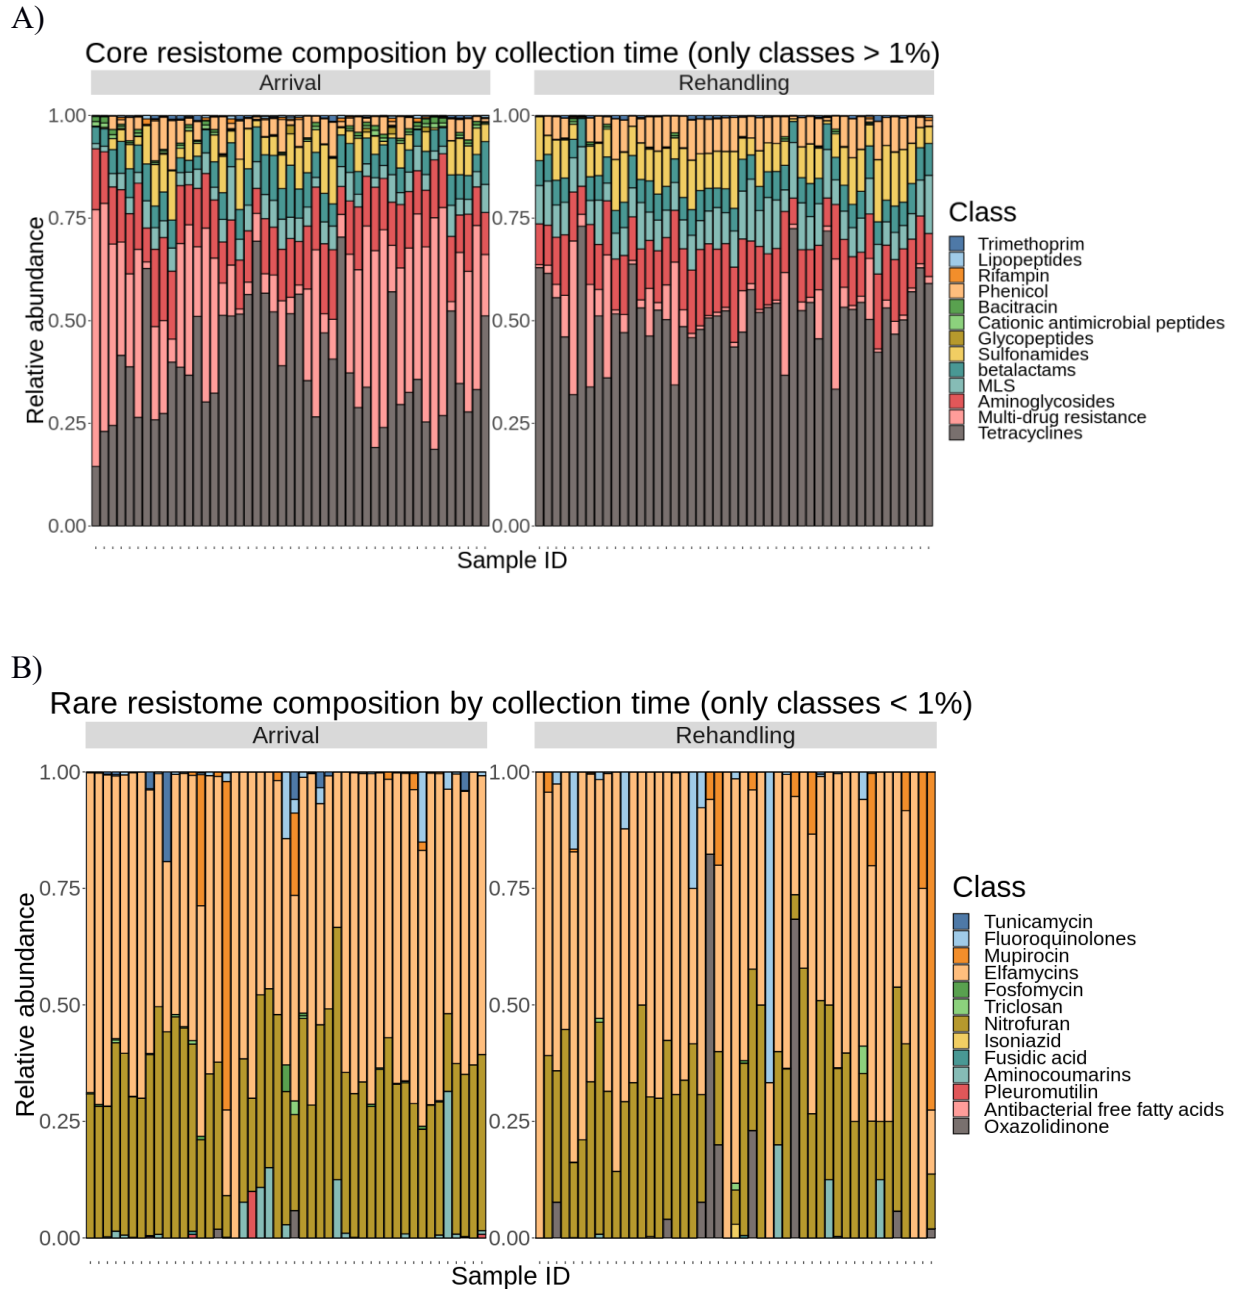 A)
Core resistome composition by collection time (only classes > 1%)
Arrival
Rehandling
1.00
0.75
0.50
0.25
0.00
1.00
0.75
0.50
0.25
0.00
Relative abundance
Sample ID
Class
Trimethoprim
Lipopeptides
Rifampin
Phenicol
Bacitracin
Cationic antimicrobial peptides
Glycopeptides
Sulfonamides
betalactams
MLS
Aminoglycosides
Multi-drug resistance
Tetracyclines
B)
Rare resistome composition by collection time (only classes < 1%)
Arrival
Rehandling
1.00
0.75
0.50
0.25
0.00
1.00
0.75
0.50
0.25
0.00
Relative abundance
Sample ID
Class
Tunicamycin
Fluoroquinolones
Mupirocin
Elfamycins
Fosfomycin
Triclosan
Nitrofuran
Isoniazid
Fusidic acid
Aminocoumarins
Pleuromutilin
Antibacterial free fatty acids
Oxazolidinone